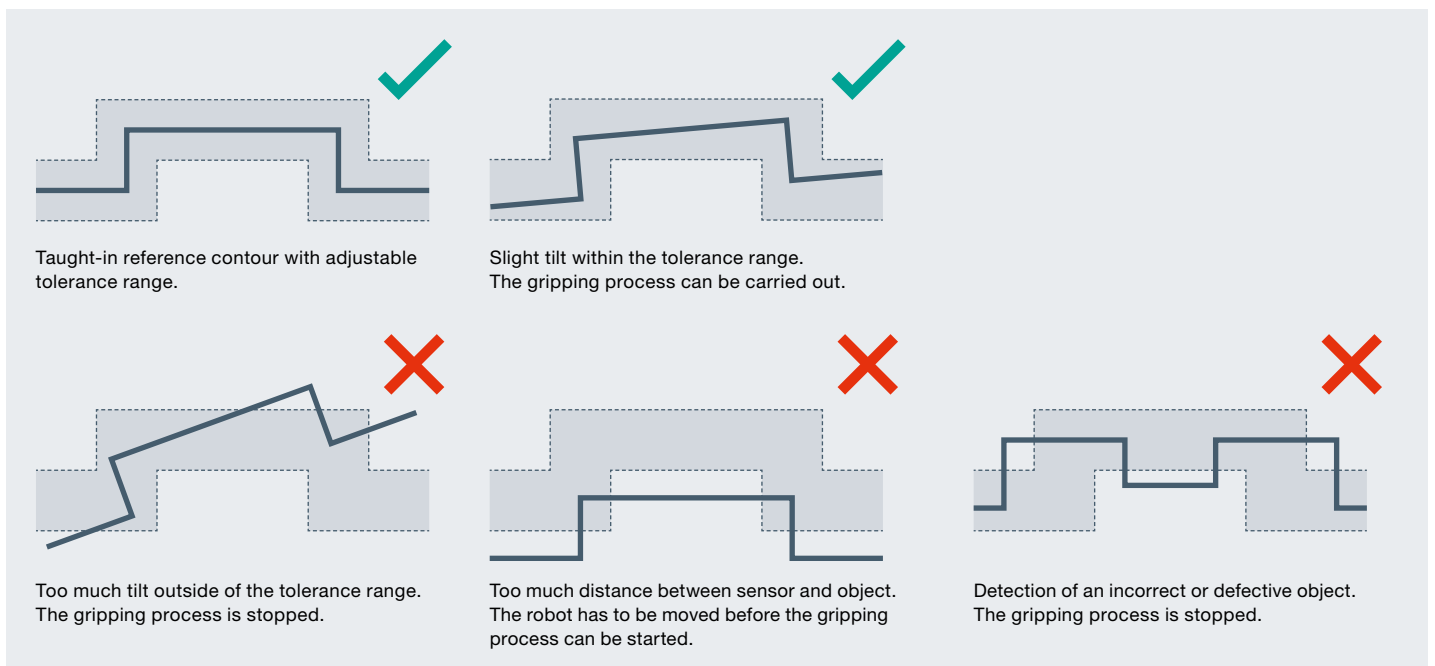 Taught-in reference contour with adjustable
tolerance range.
Slight tilt within the tolerance range.
The gripping process can be carried out.
Too much tilt outside of the tolerance range.
The gripping process is stopped.
Too much distance between sensor and object.
The robot has to be moved before the gripping
process can be started.
Detection of an incorrect or defective object.
The gripping process is stopped.